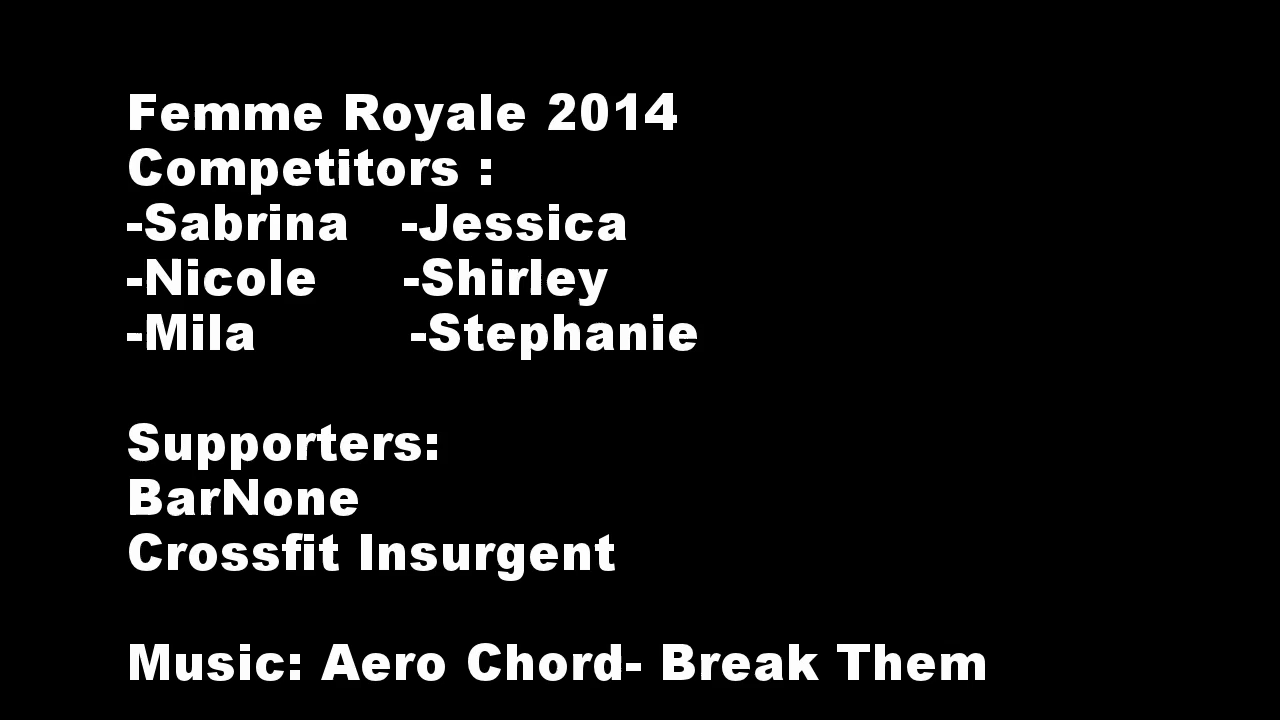 Femme Royale 2014
Competitors :
-Sabrina -Jessica
-Nicole -Shirley
-Mila -Stephanie
Supporters:
BarNone
Crossfit Insurgent
Music: Aero Chord- Break Them